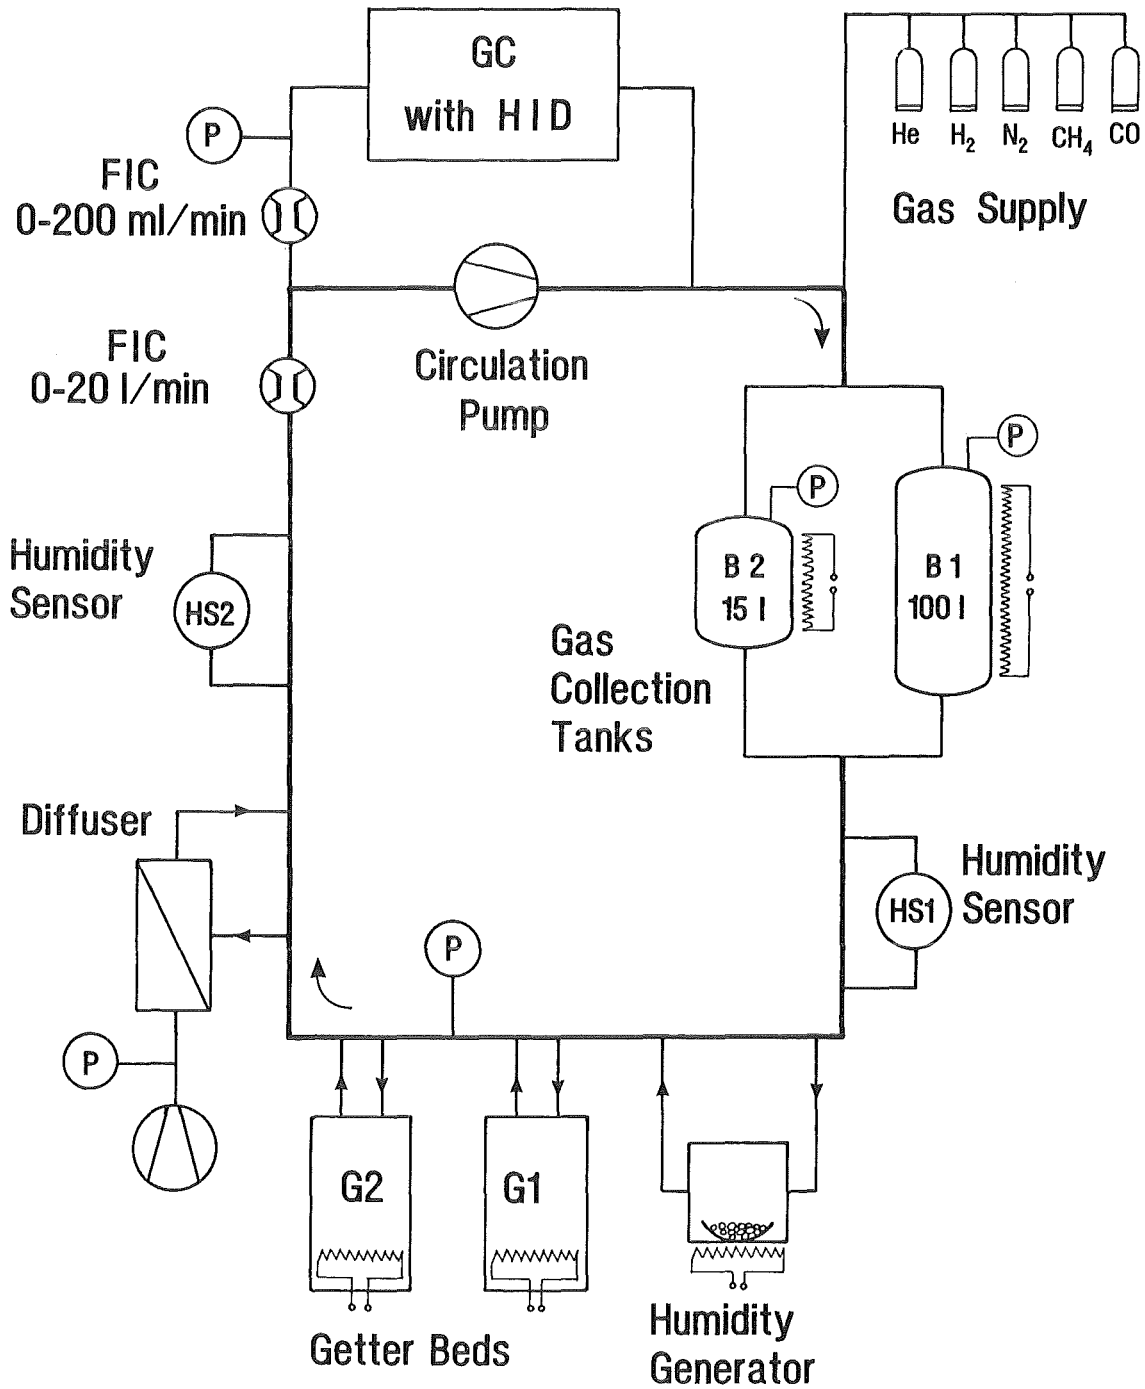 GC
with HID
P
FIC
0-200 ml/min
He
H₂
N₂
CH₄
CO
Gas Supply
FIC
0-20 l/min
Circulation
Pump
P
P
B 2
15 l
B 1
100 l
Humidity
Sensor
HS2
Gas
Collection
Tanks
Diffuser
Humidity
Sensor
HS1
P
P
G2
G1
Getter Beds
Humidity
Generator